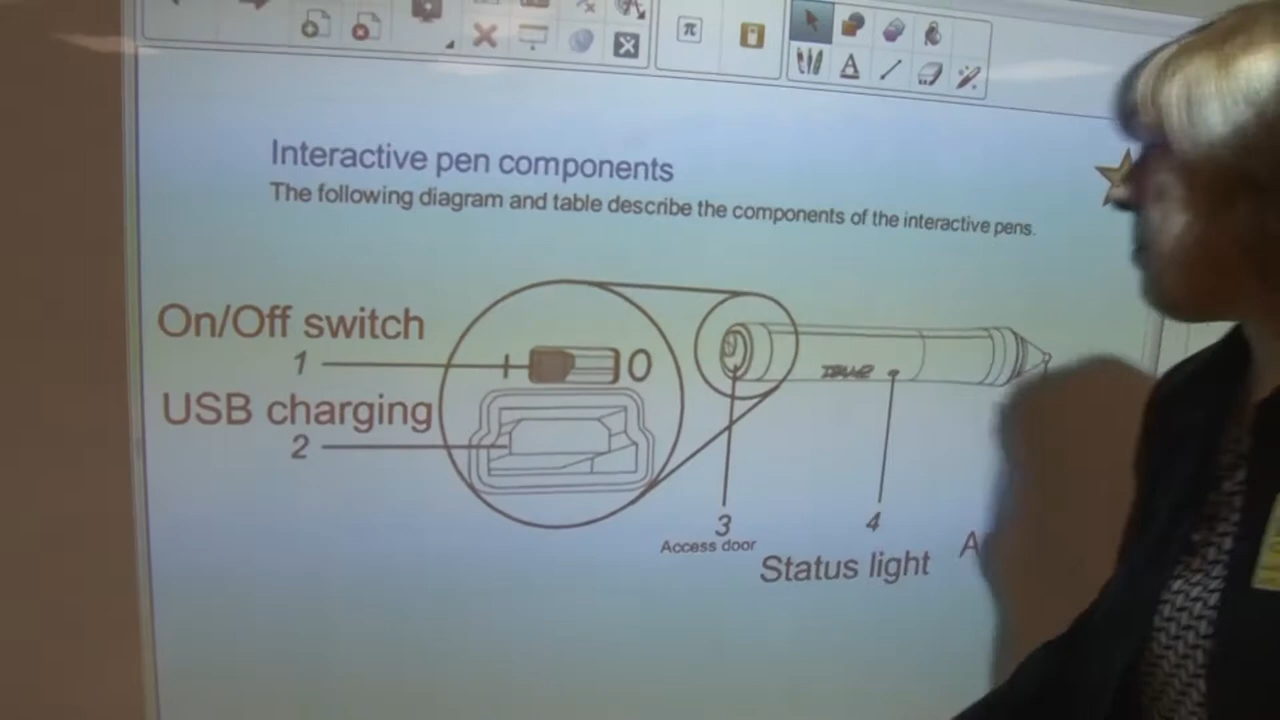 π
A
Interactive pen components
The following diagram and table describe the components of the interactive pens.
On/Off switch
1
O
USB charging
2
3
4
Access door
Status light
A